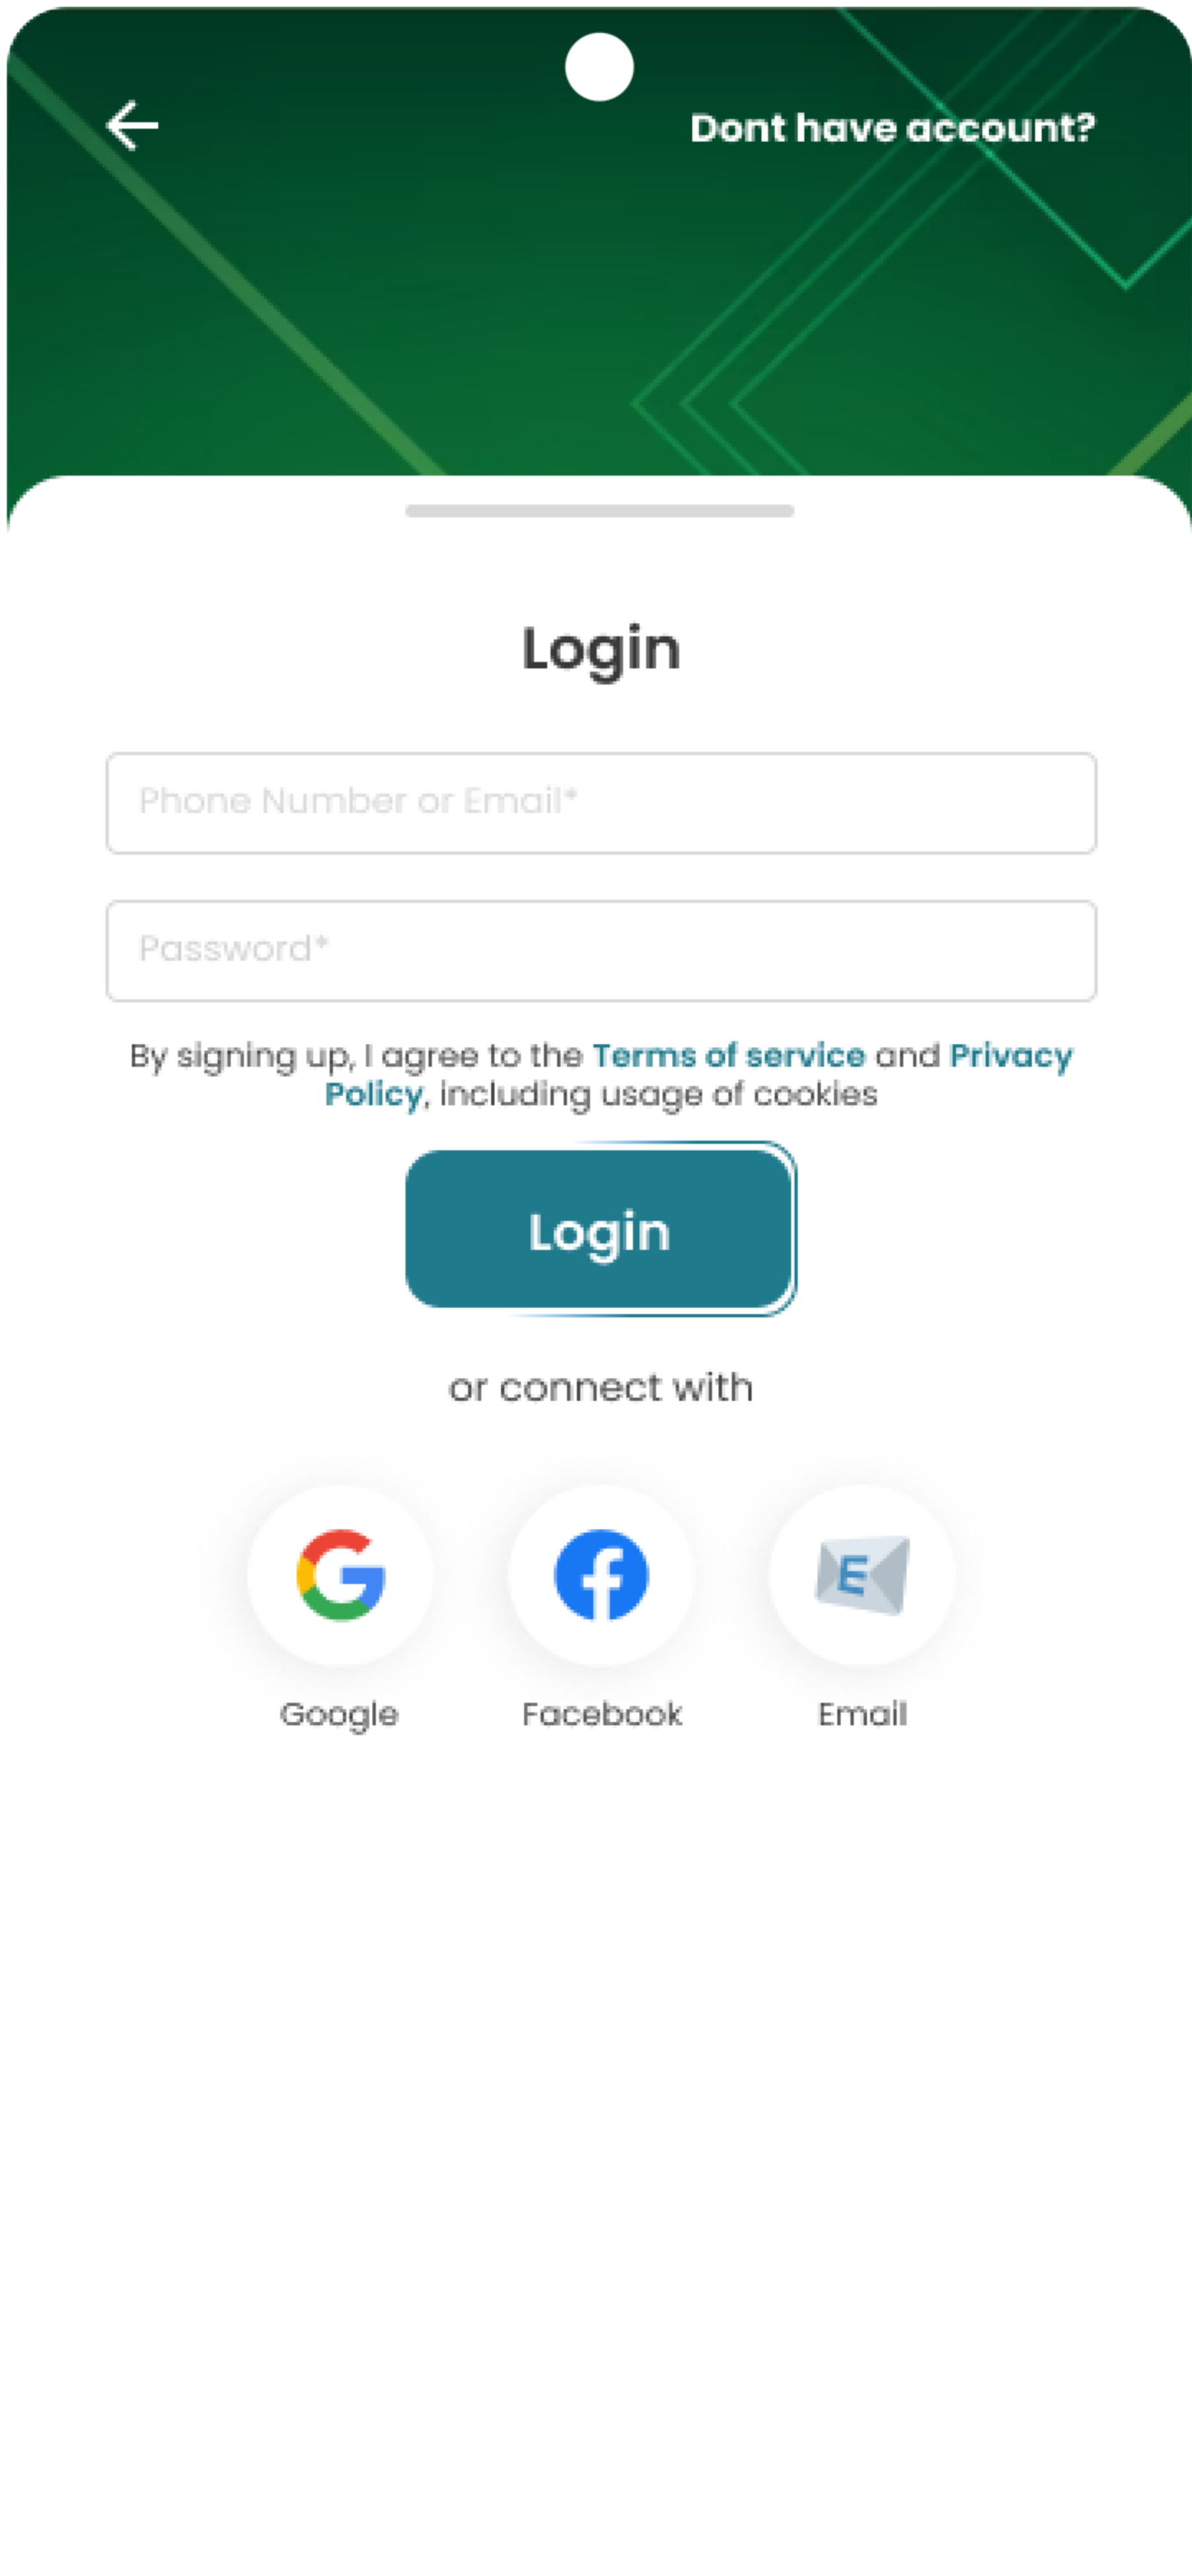 Dont have account?
Login
Phone Number or Email*
Password*
By signing up, I agree to the Terms of service and Privacy
Policy, including usage of cookies
Login
or connect with
E
Google Facebook Email